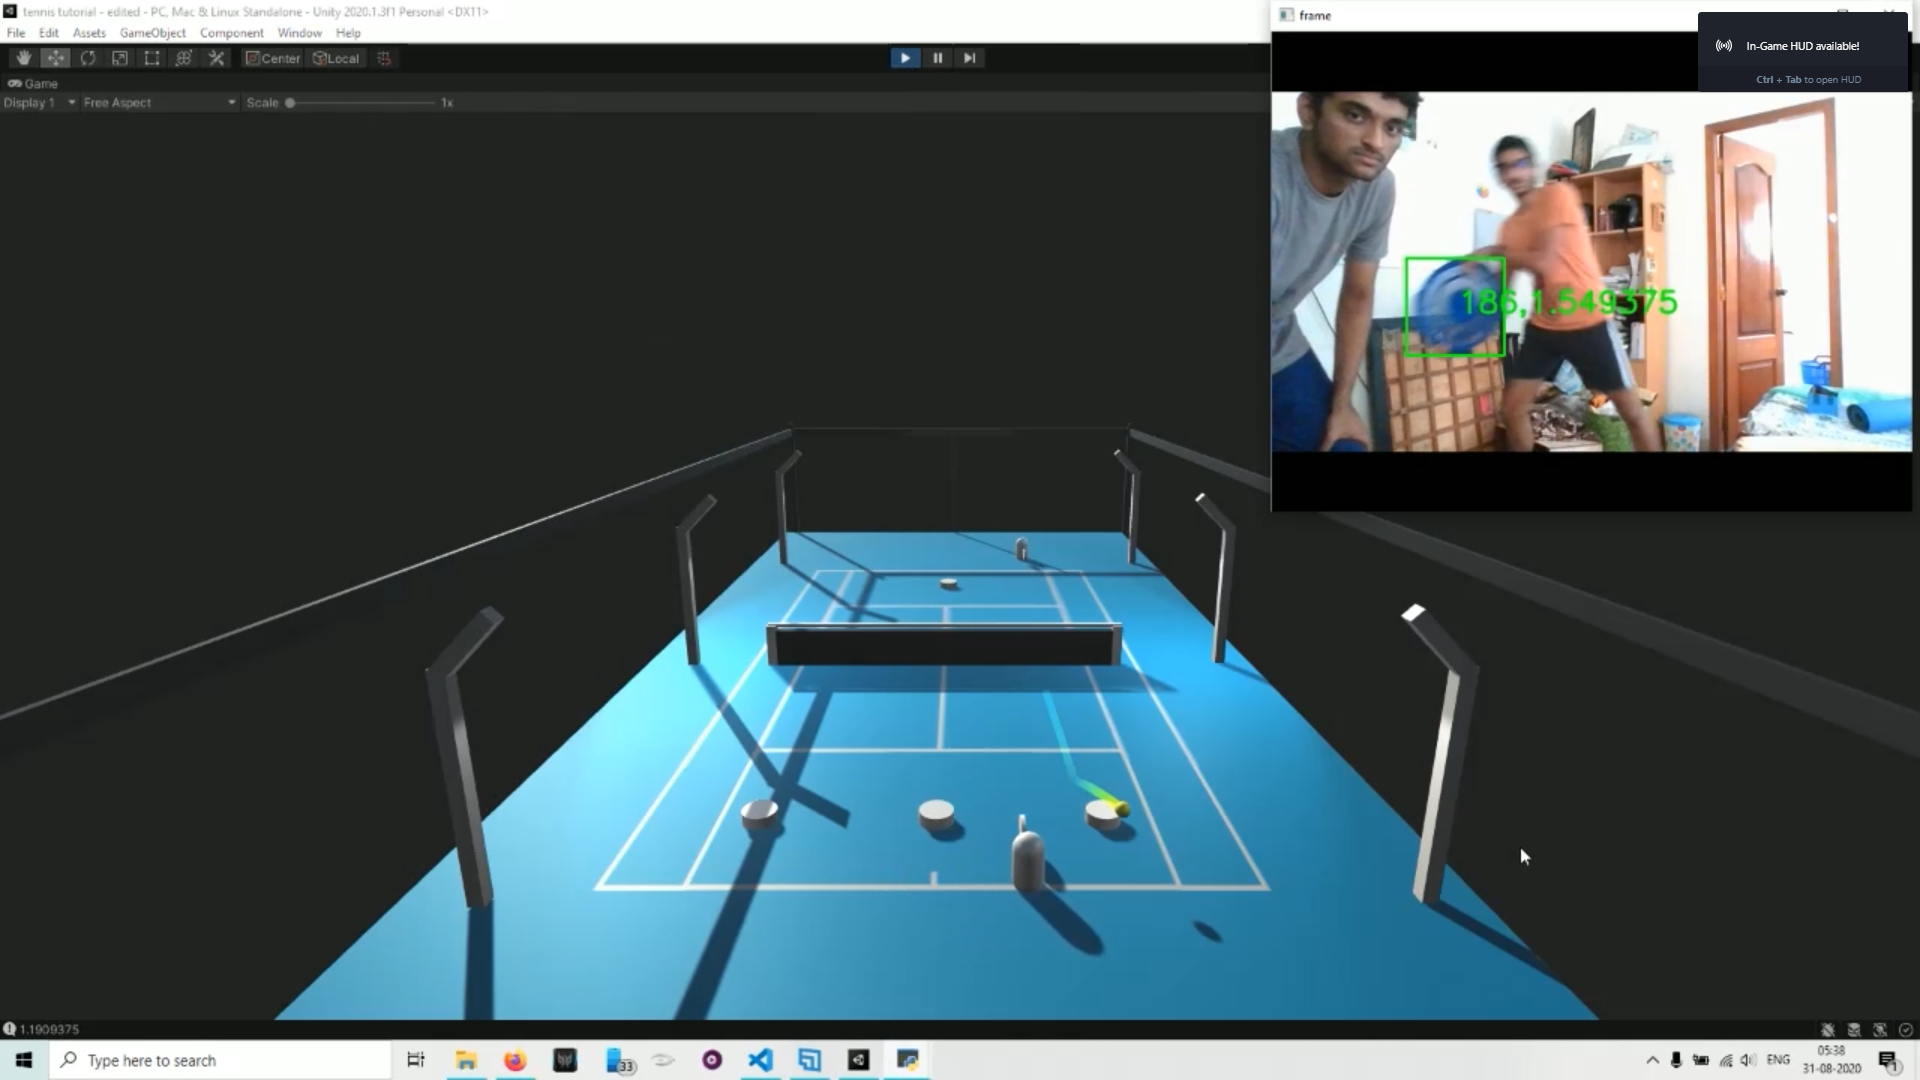 tennis tutorial - edited - PC, Mac & Linux Standalone - Unity 2020.1.3f1 Personal <DX11>
File Edit Assets GameObject Component Window Help
Center Local
Game
Display 1 Free Aspect Scale 1x
frame
In-Game HUD available!
Ctrl + Tab to open HUD
186,1.549375
1.1909375
Type here to search
33
ENG
05:38
31-08-2020
1